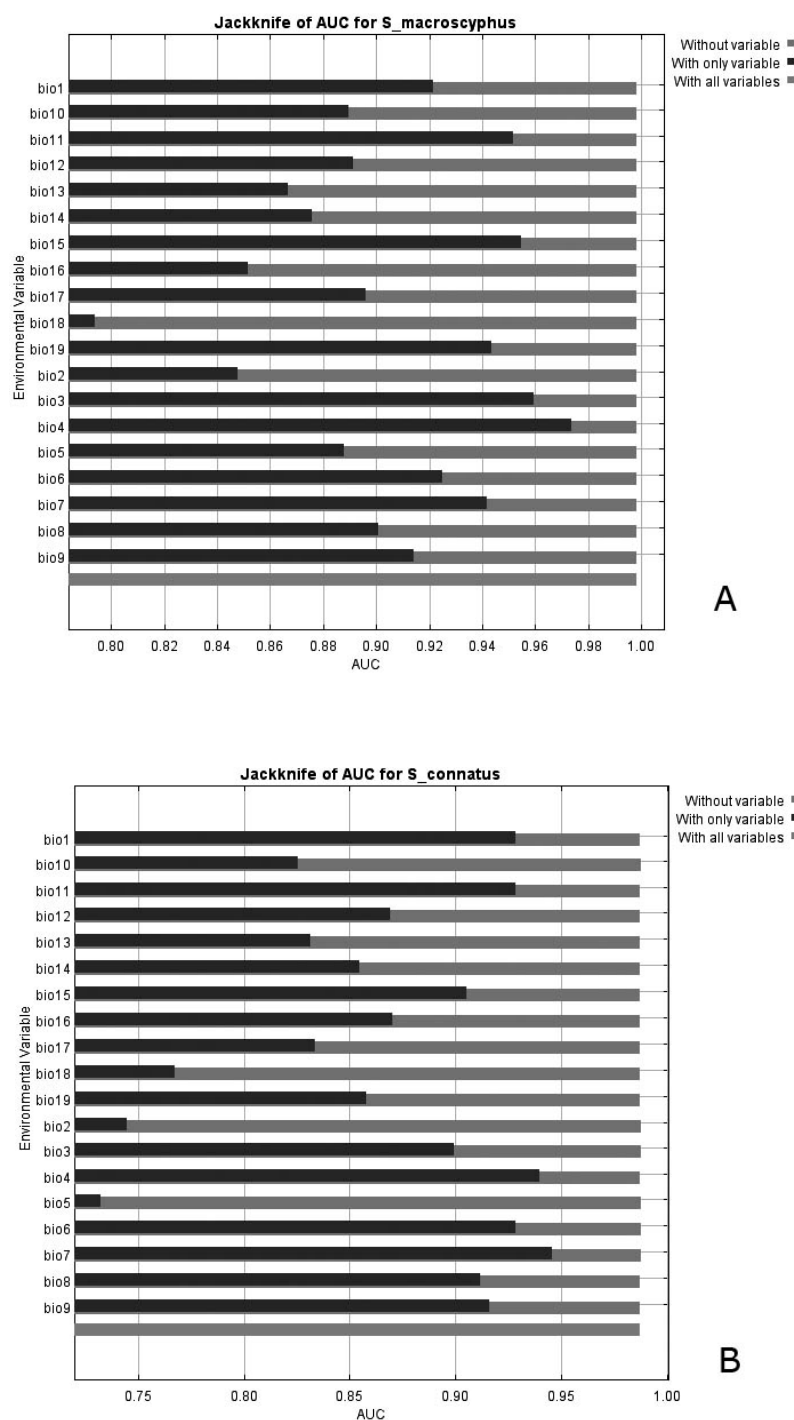 Jackknife of AUC for S_macroscyphus
Without variable
With only variable
With all variables
Environmental Variable
bio1
bio10
bio11
bio12
bio13
bio14
bio15
bio16
bio17
bio18
bio19
bio2
bio3
bio4
bio5
bio6
bio7
bio8
bio9
0.80 0.82 0.84 0.86 0.88 0.90 0.92 0.94 0.96 0.98 1.00
AUC
A
Jackknife of AUC for S_connatus
Without variable
With only variable
With all variables
Environmental Variable
bio1
bio10
bio11
bio12
bio13
bio14
bio15
bio16
bio17
bio18
bio19
bio2
bio3
bio4
bio5
bio6
bio7
bio8
bio9
0.75 0.80 0.85 0.90 0.95 1.00
AUC
B